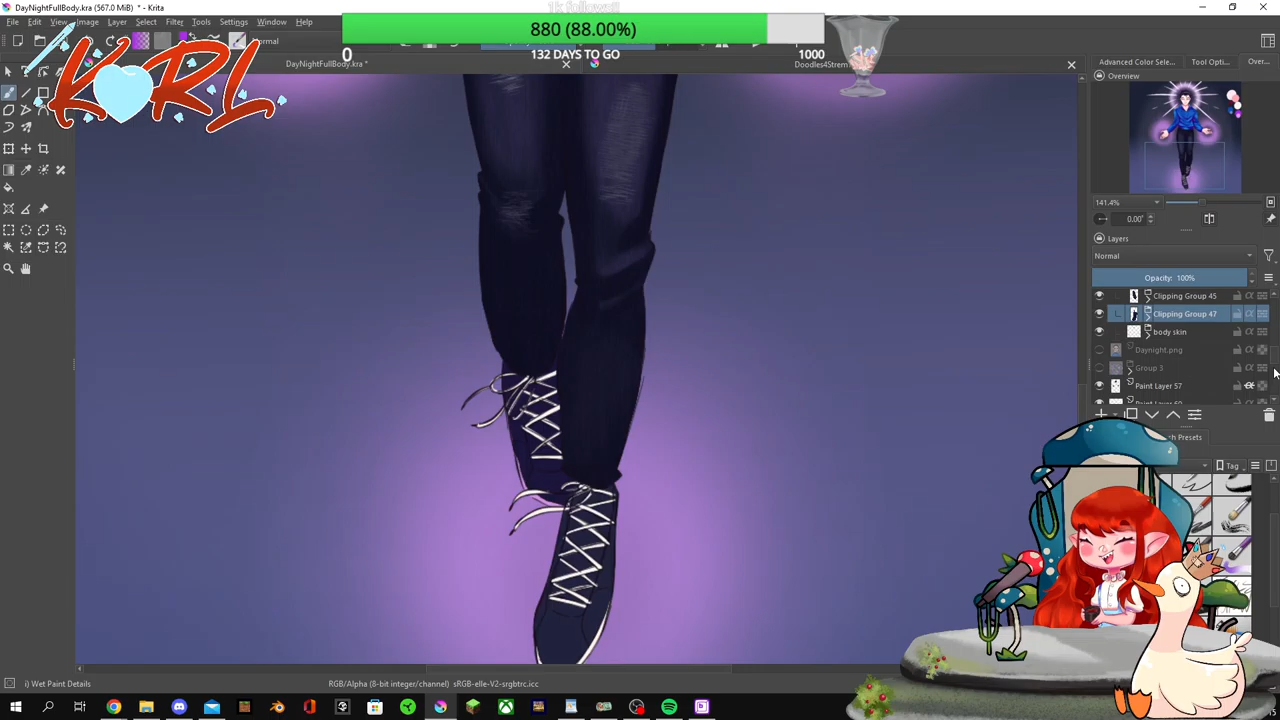 DayNightFullBody.kra (567.0 MiB) * - Krita
1k follows!!
File Edit View Image Layer Select Filter Tools Settings Window Help
880 (88.00%)
0
132 DAYS TO GO
1000
KORL
DayNightFullBody.kra *
Advanced Color Sele...
Tool Opti...
Over...
Overview
141.4%
0.00°
Layers
Normal
Opacity: 100%
Clipping Group 45
Clipping Group 47
body skin
Daynight.png
Group 3
Paint Layer 57
Tag
i) Wet Paint Details
RGB/Alpha (8-bit integer/channel) sRGB-elle-V2-srgbtrc.icc